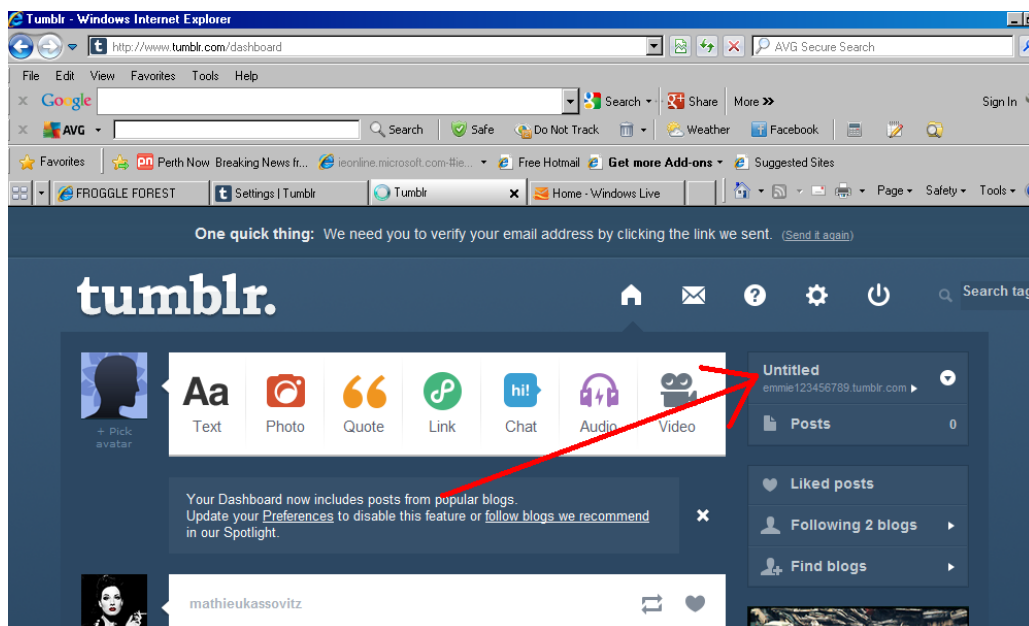 Tumblr - Windows Internet Explorer
t http://www.tumblr.com/dashboard AVG Secure Search
File Edit View Favorites Tools Help
x Google Search Share More >> Sign In
x AVG Search Safe Do Not Track Weather Facebook
Favorites Perth Now Breaking News fr... ieonline.microsoft.com-#ie... Free Hotmail Get more Add-ons Suggested Sites
FROGGLE FOREST t Settings | Tumblr Tumblr x Home - Windows Live Page Safety Tools
One quick thing: We need you to verify your email address by clicking the link we sent. (Send it again)
tumblr. Search tag
Aa hi!
Text Photo Quote Link Chat Audio Video
+ Pick
avatar
Untitled
emmie123456789.tumblr.com
Posts 0
Your Dashboard now includes posts from popular blogs.
Update your Preferences to disable this feature or follow blogs we recommend
in our Spotlight.
Liked posts
Following 2 blogs
Find blogs
mathieukassovitz